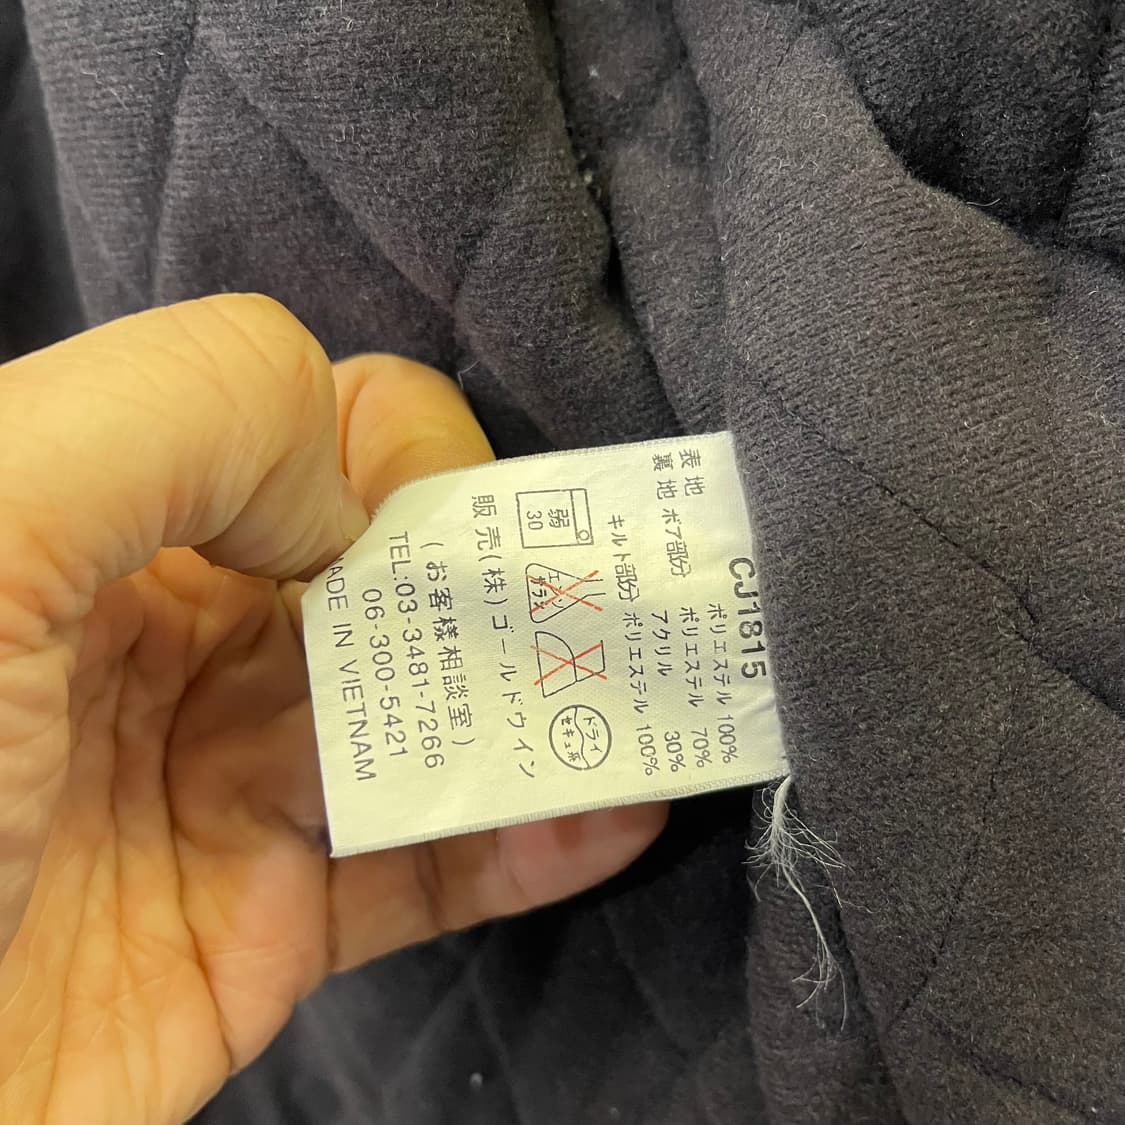 CJ1815
表地 ポリエステル 100%
裏地 ボア部分 ポリエステル 70%
アクリル 30%
キルト部分 ポリエステル 100%
弱
30
エンソ
サラシ
ドライ
セキユ系
販売(株)ゴールドウイン
(お客様相談室)
TEL:03-3481-7266
06-300-5421
ADE IN VIETNAM